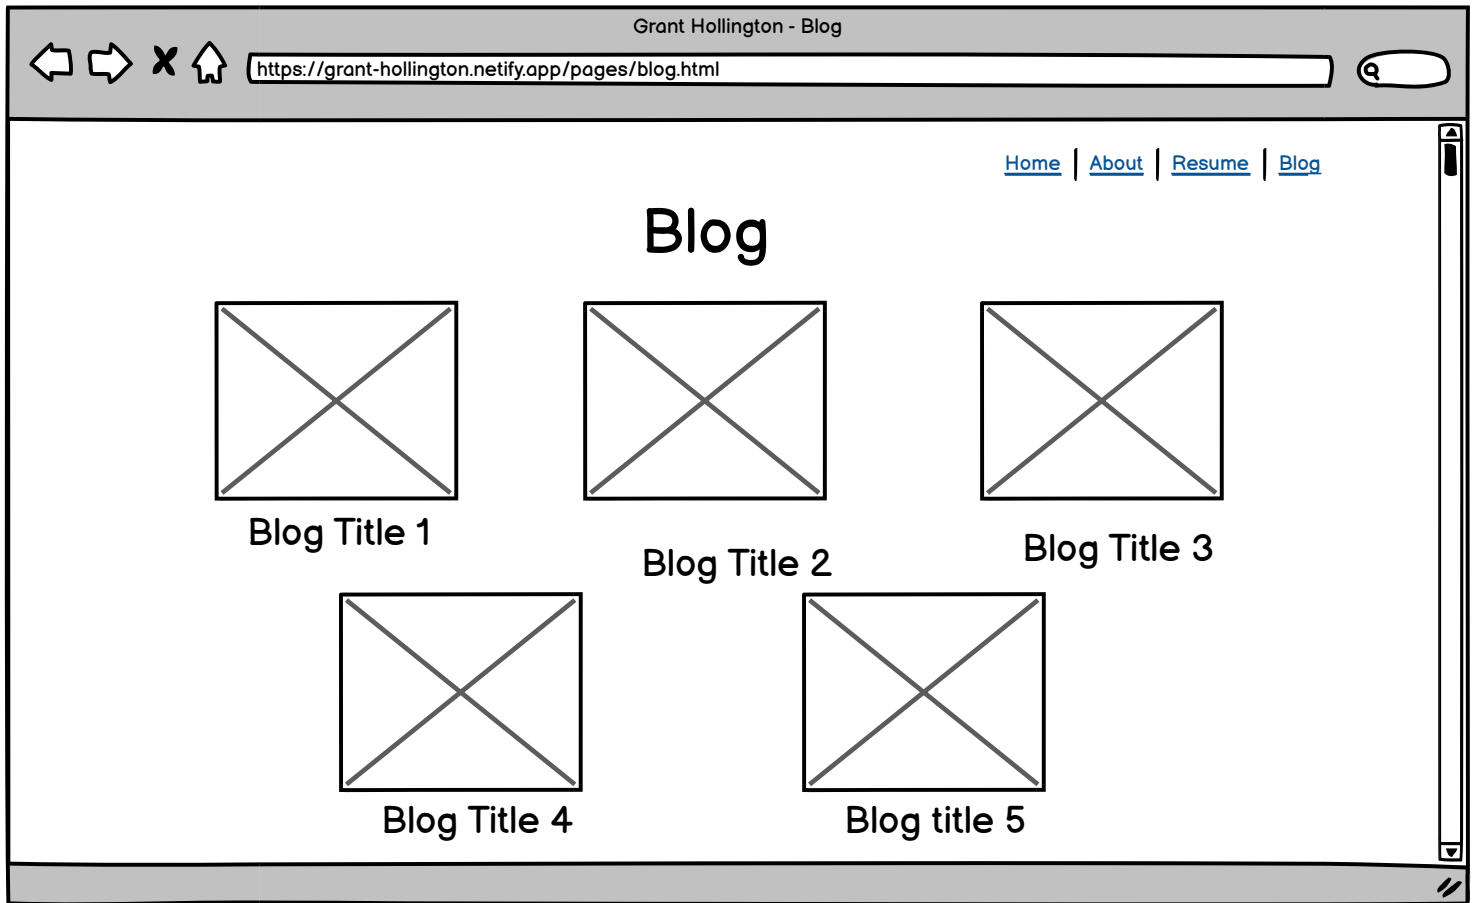 Grant Hollington - Blog
https://grant-hollington.netify.app/pages/blog.html
Home | About | Resume | Blog
Blog
Blog Title 1
Blog Title 2
Blog Title 3
Blog Title 4
Blog title 5